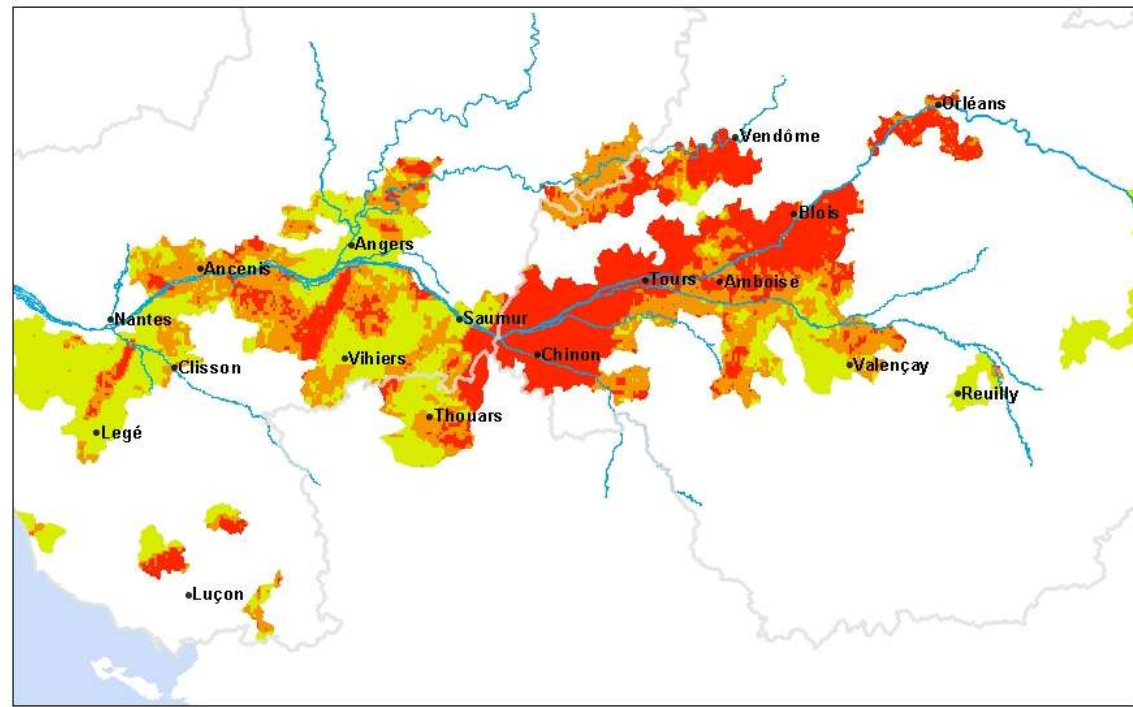 Orléans
Vendôme
Blois
Angers
Ancenis
Tours
Amboise
Nantes
Saumur
Chinon
Vihiers
Clisson
Valençay
Reuilly
Thouars
Legé
Luçon